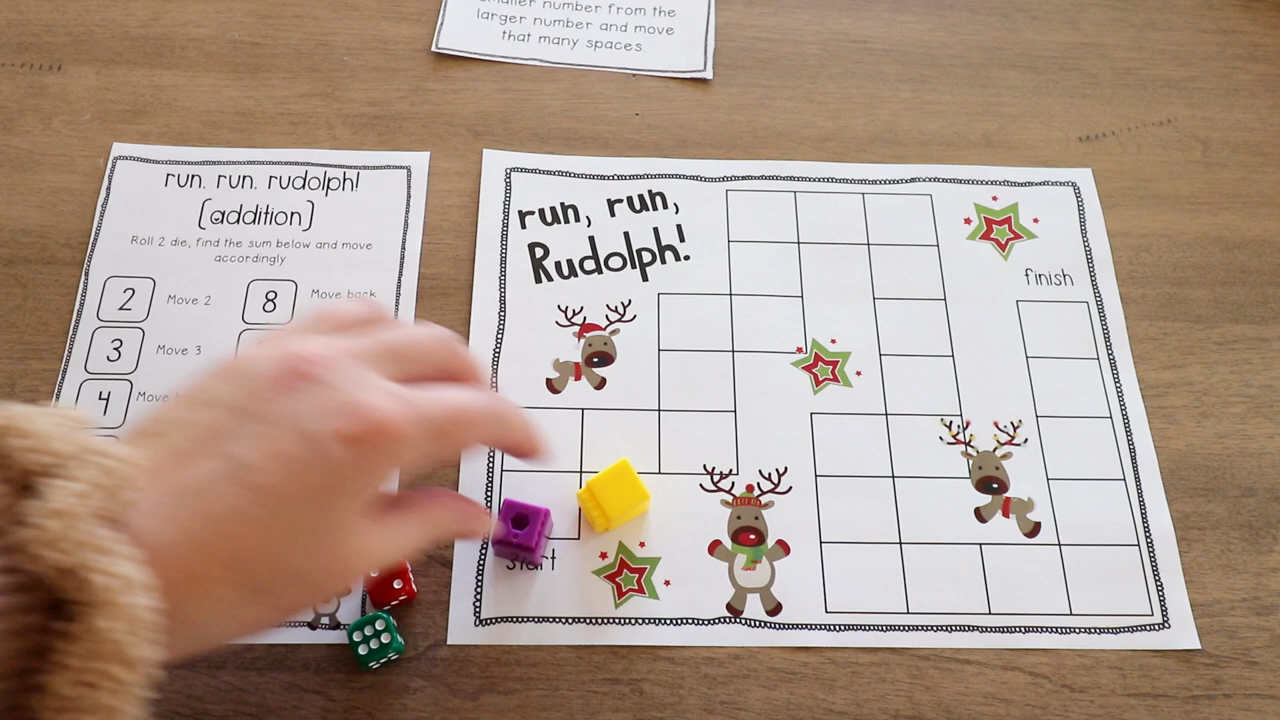 smaller number from the
larger number and move
that many spaces.
run. run. rudolph!
(addition)
Roll 2 die, find the sum below and move
accordingly
2 Move 2
8 Move back
3 Move 3
4 Move
run, run,
Rudolph!
finish
start